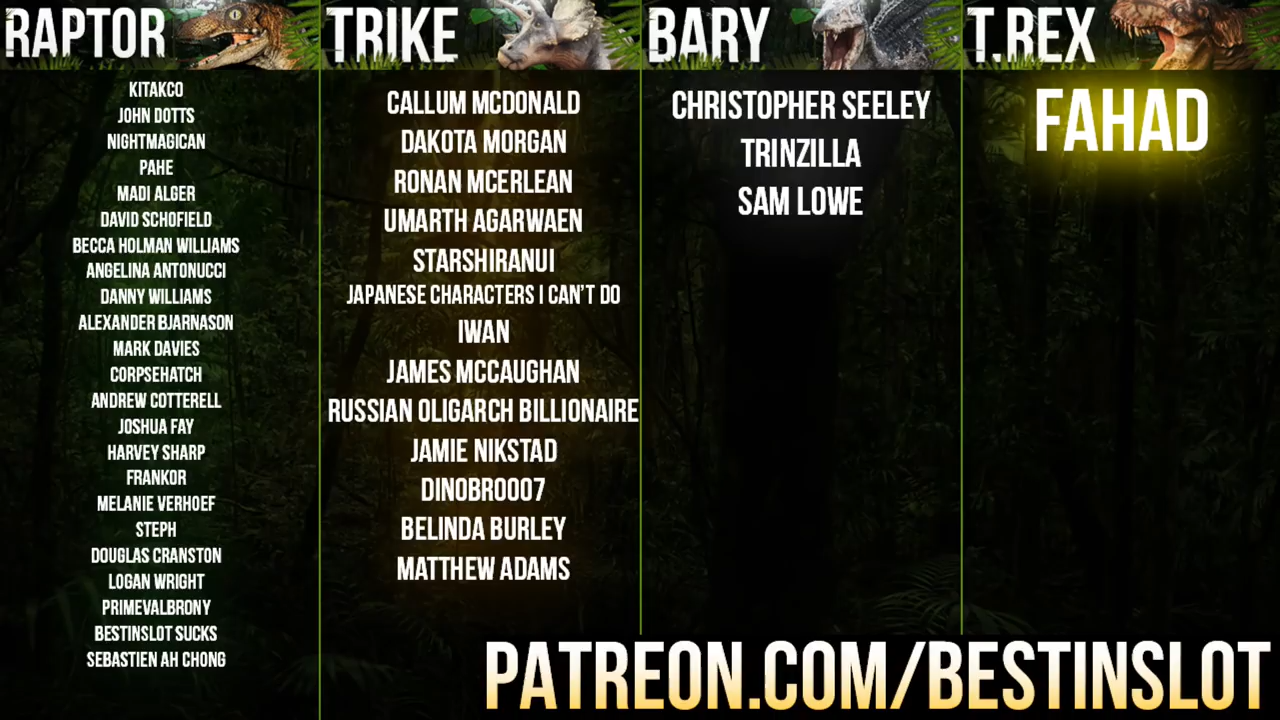 RAPTOR
KITAKCO
JOHN DOTTS
NIGHTMAGICAN
PAHE
MADI ALGER
DAVID SCHOFIELD
BECCA HOLMAN WILLIAMS
ANGELINA ANTONUCCI
DANNY WILLIAMS
ALEXANDER BJARNASON
MARK DAVIES
CORPSEHATCH
ANDREW COTTERELL
JOSHUA FAY
HARVEY SHARP
FRANKOR
MELANIE VERHOEF
STEPH
DOUGLAS CRANSTON
LOGAN WRIGHT
PRIMEVALBRONY
BESTINSLOT SUCKS
SEBASTIEN AH CHONG
TRIKE
CALLUM MCDONALD
DAKOTA MORGAN
RONAN MCERLEAN
UMARTH AGARWAEN
STARSHIRANUI
JAPANESE CHARACTERS I CAN'T DO
IWAN
JAMES MCCAUGHAN
RUSSIAN OLIGARCH BILLIONAIRE
JAMIE NIKSTAD
DINOBRO007
BELINDA BURLEY
MATTHEW ADAMS
BARY
CHRISTOPHER SEELEY
TRINZILLA
SAM LOWE
T.REX
FAHAD
PATREON.COM/BESTINSLOT